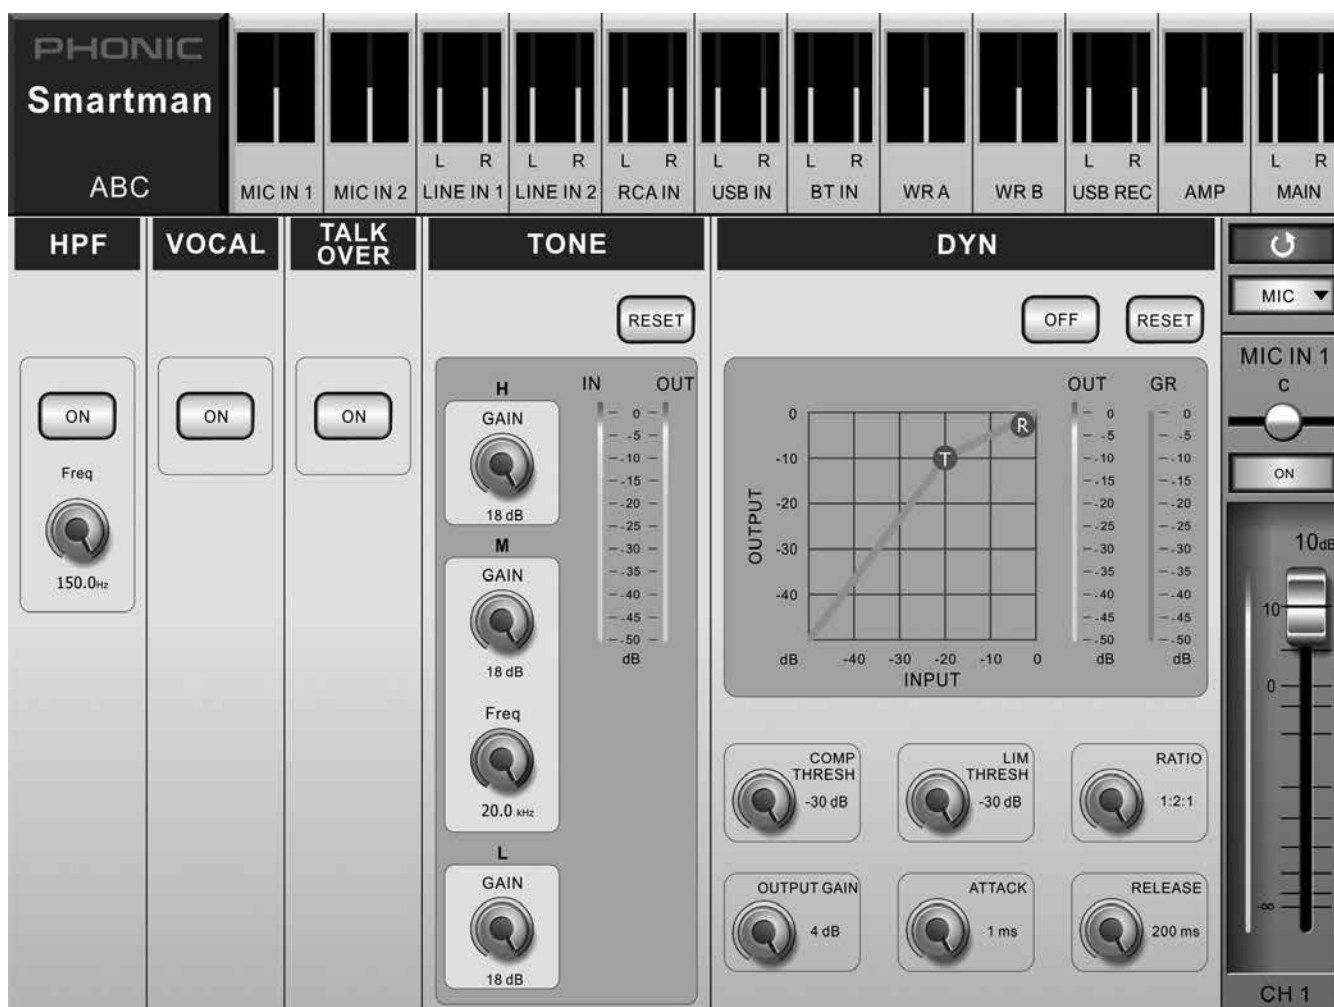 PHONIC
Smartman
ABC
L R L R L R L R L R L R L R
MIC IN 1 MIC IN 2 LINE IN 1 LINE IN 2 RCA IN USB IN BT IN WR A WR B USB REC AMP MAIN
HPF VOCAL TALK OVER TONE DYN
RESET
OFF RESET
MIC
MIC IN 1
C
ON
10dB
10
0
-∞
CH 1
ON
Freq
150.0Hz
ON
ON
H
GAIN
18 dB
M
GAIN
18 dB
Freq
20.0 kHz
L
GAIN
18 dB
IN OUT
0
-5
-10
-15
-20
-25
-30
-35
-40
-45
-50
dB
OUTPUT
0
-10
-20
-30
-40
T
R
dB -40 -30 -20 -10 0
INPUT
OUT GR
0 0
-5 -5
-10 -10
-15 -15
-20 -20
-25 -25
-30 -30
-35 -35
-40 -40
-45 -45
-50 -50
dB dB
COMP
THRESH
-30 dB
LIM
THRESH
-30 dB
RATIO
1:2:1
OUTPUT GAIN
4 dB
ATTACK
1 ms
RELEASE
200 ms